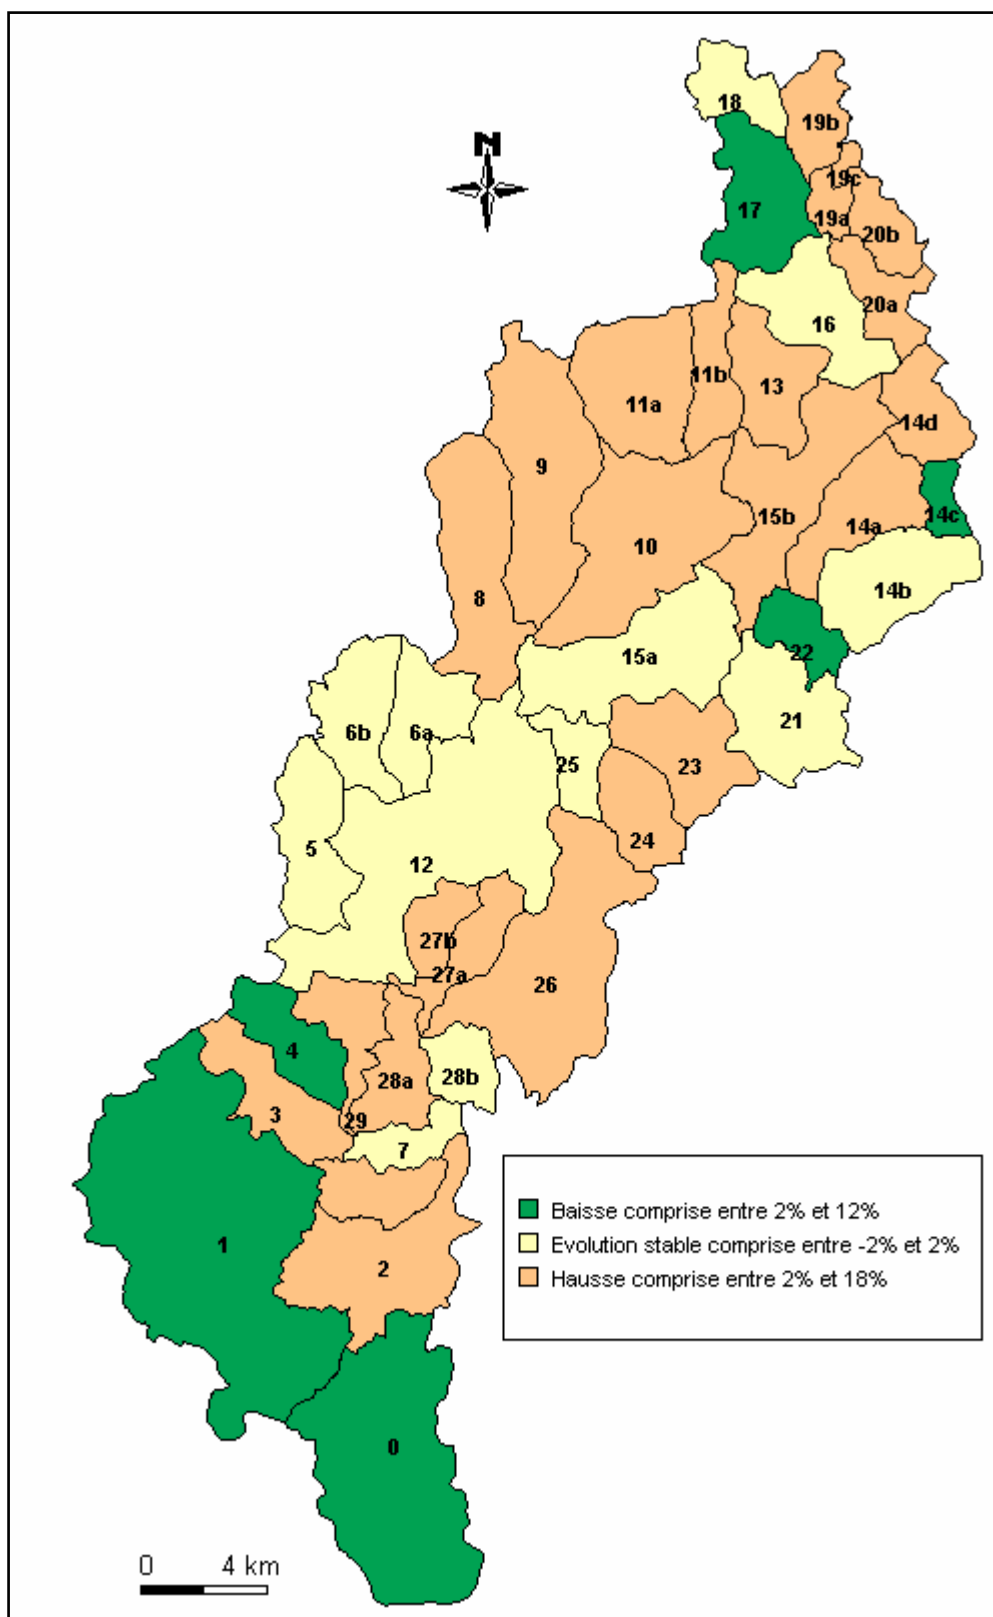 18
19b
N
19c
17
19a
20b
20a
16
11b
13
11a
14d
9
15b
14c
14a
10
14b
8
22
15a
21
6b
6a
25
23
24
5
12
27b
27a
26
4
28a
28b
3
29
7
1
2
Baisse comprise entre 2% et 12%
Evolution stable comprise entre -2% et 2%
Hausse comprise entre 2% et 18%
0
0 4 km